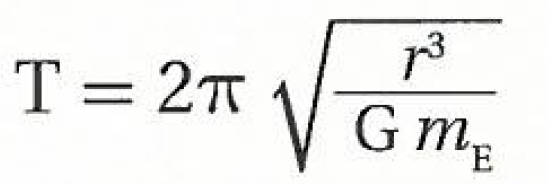 T = 2π √(r³ / G m_E)